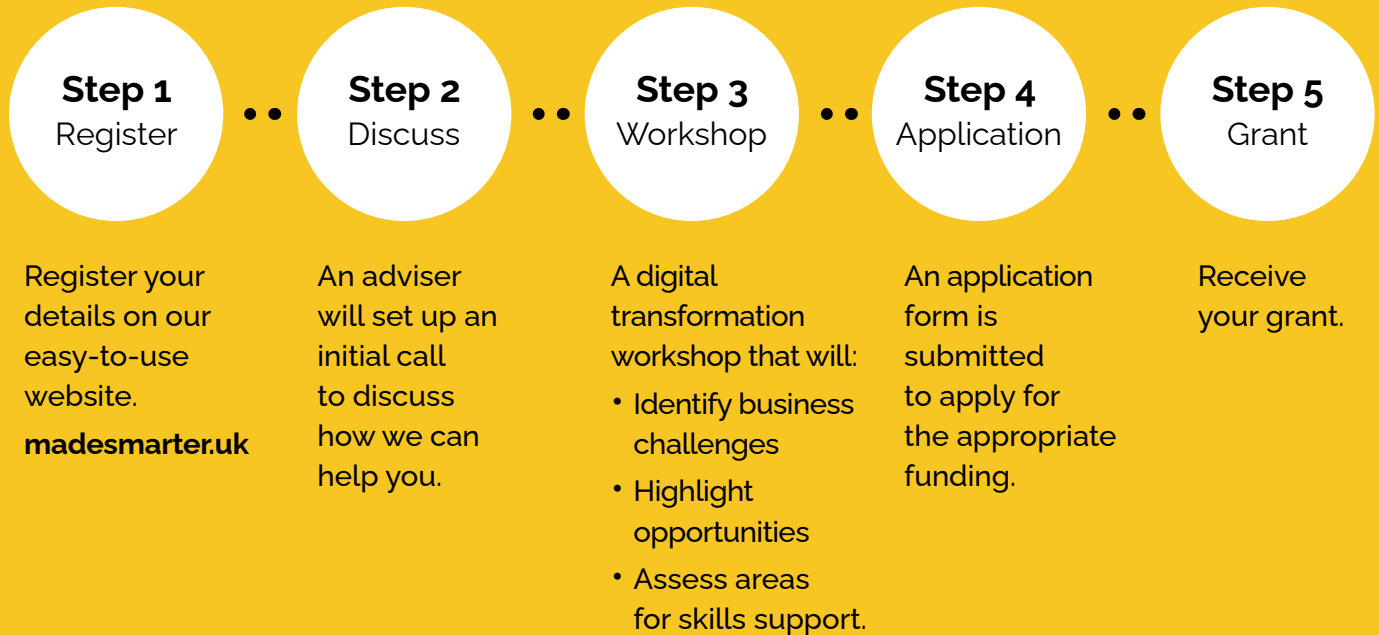 Step 1
Register
Register your
details on our
easy-to-use
website.
madesmarter.uk
Step 2
Discuss
An adviser
will set up an
initial call
to discuss
how we can
help you.
Step 3
Workshop
A digital
transformation
workshop that will:
• Identify business
challenges
• Highlight
opportunities
• Assess areas
for skills support.
Step 4
Application
An application
form is
submitted
to apply for
the appropriate
funding.
Step 5
Grant
Receive
your grant.